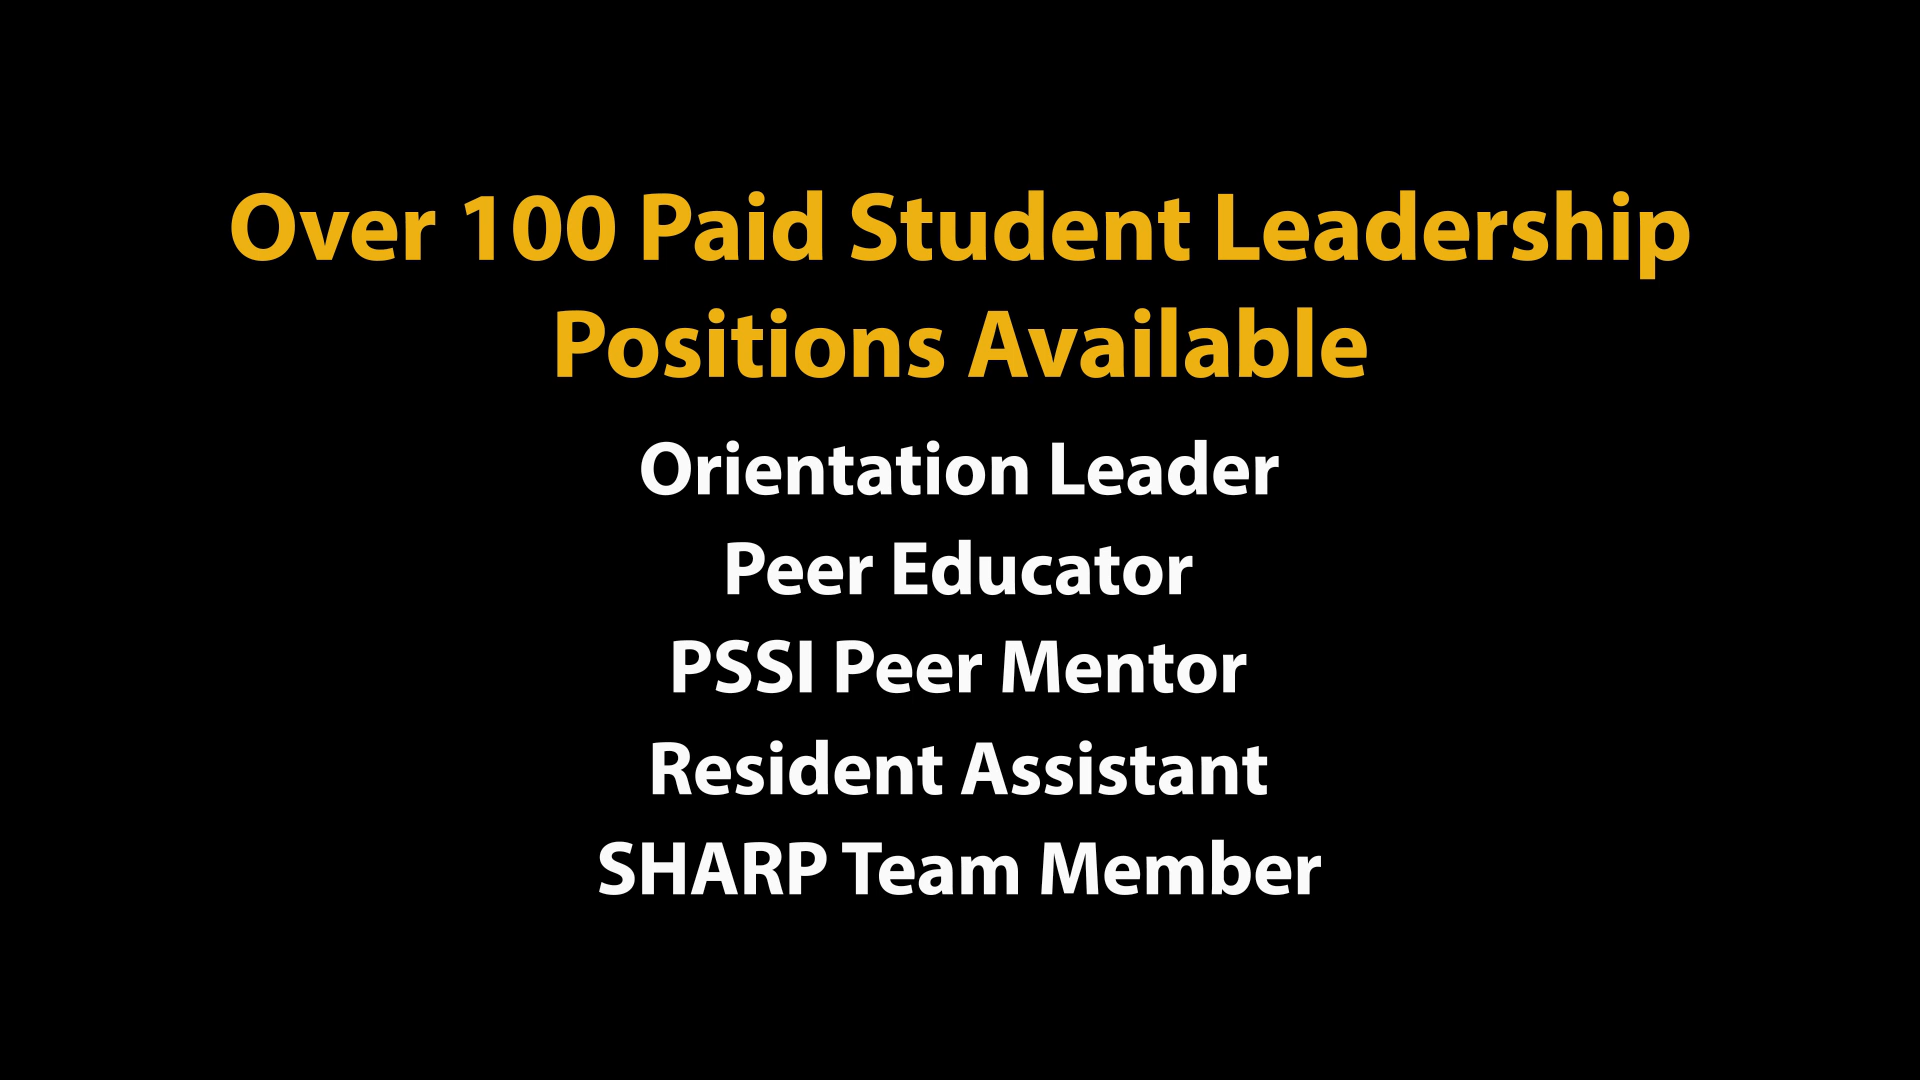 Over 100 Paid Student Leadership
Positions Available
Orientation Leader
Peer Educator
PSSI Peer Mentor
Resident Assistant
SHARP Team Member